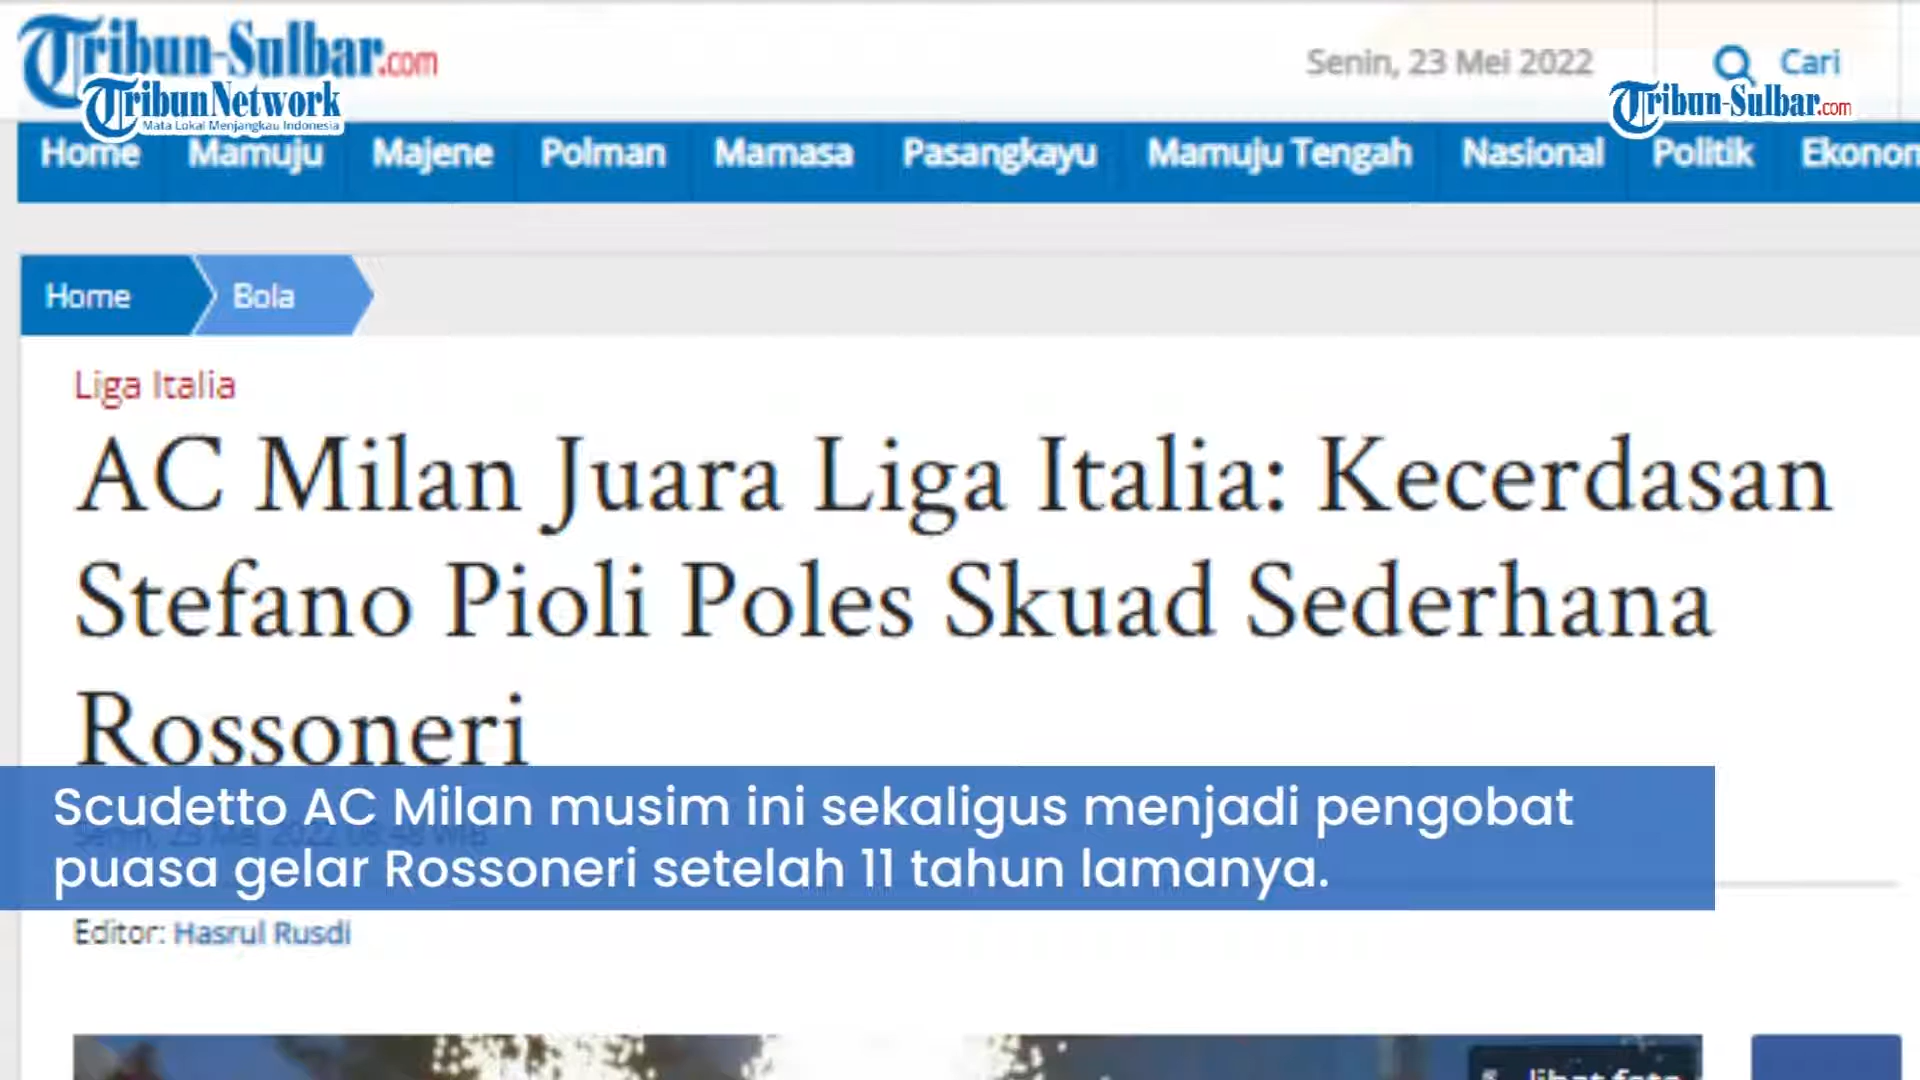 Tribun-Sulbar.com
TribunNetwork
Mata Lokal Menjangkau Indonesia
Senin, 23 Mei 2022
Cari
Tribun-Sulbar.com
Home Mamuju Majene Polman Mamasa Pasangkayu Mamuju Tengah Nasional Politik Ekonom
Home Bola
Liga Italia
AC Milan Juara Liga Italia: Kecerdasan
Stefano Pioli Poles Skuad Sederhana
Rossoneri
Scudetto AC Milan musim ini sekaligus menjadi pengobat
puasa gelar Rossoneri setelah 11 tahun lamanya.
Editor: Hasrul Rusdi